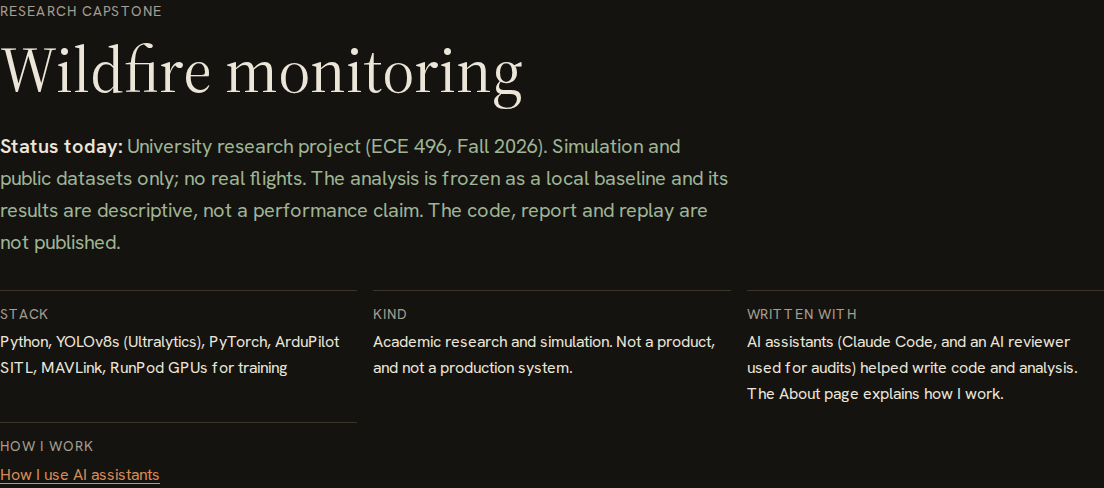 RESEARCH CAPSTONE
Wildfire monitoring
Status today: University research project (ECE 496, Fall 2026). Simulation and
public datasets only; no real flights. The analysis is frozen as a local baseline and its
results are descriptive, not a performance claim. The code, report and replay are
not published.
STACK
Python, YOLOv8s (Ultralytics), PyTorch, ArduPilot
SITL, MAVLink, RunPod GPUs for training
KIND
Academic research and simulation. Not a product,
and not a production system.
WRITTEN WITH
AI assistants (Claude Code, and an AI reviewer
used for audits) helped write code and analysis.
The About page explains how I work.
HOW I WORK
How I use AI assistants